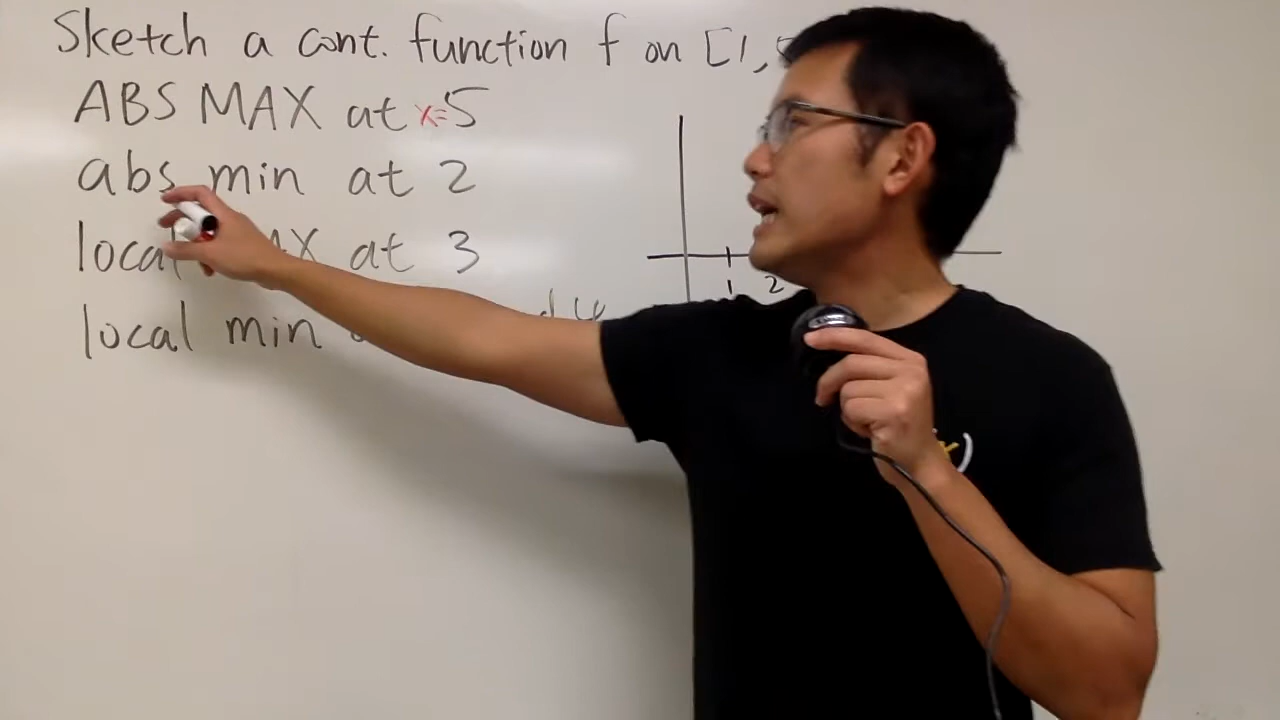 Sketch a cont. function f on [1,
ABS MAX at x=5
abs min at 2
local at 3
local min
1 2